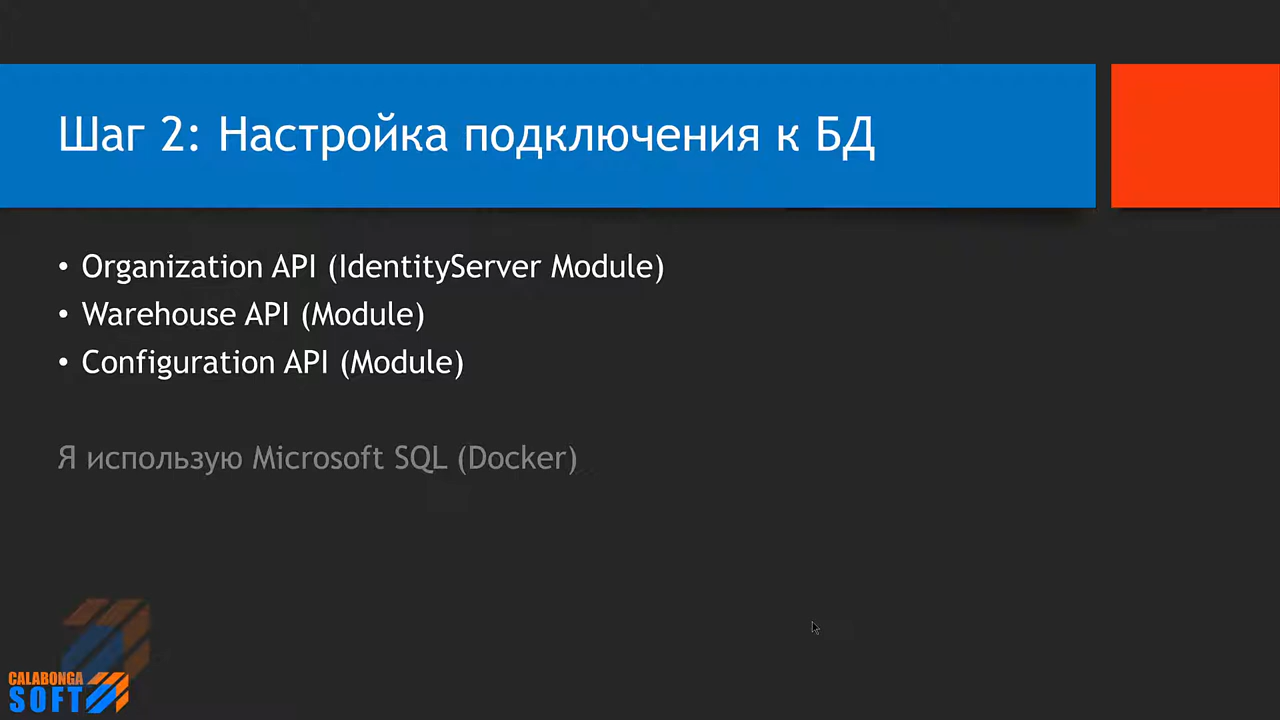 Шаг 2: Настройка подключения к БД
• Organization API (IdentityServer Module)
• Warehouse API (Module)
• Configuration API (Module)
Я использую Microsoft SQL (Docker)
CALABONGA
SOFT